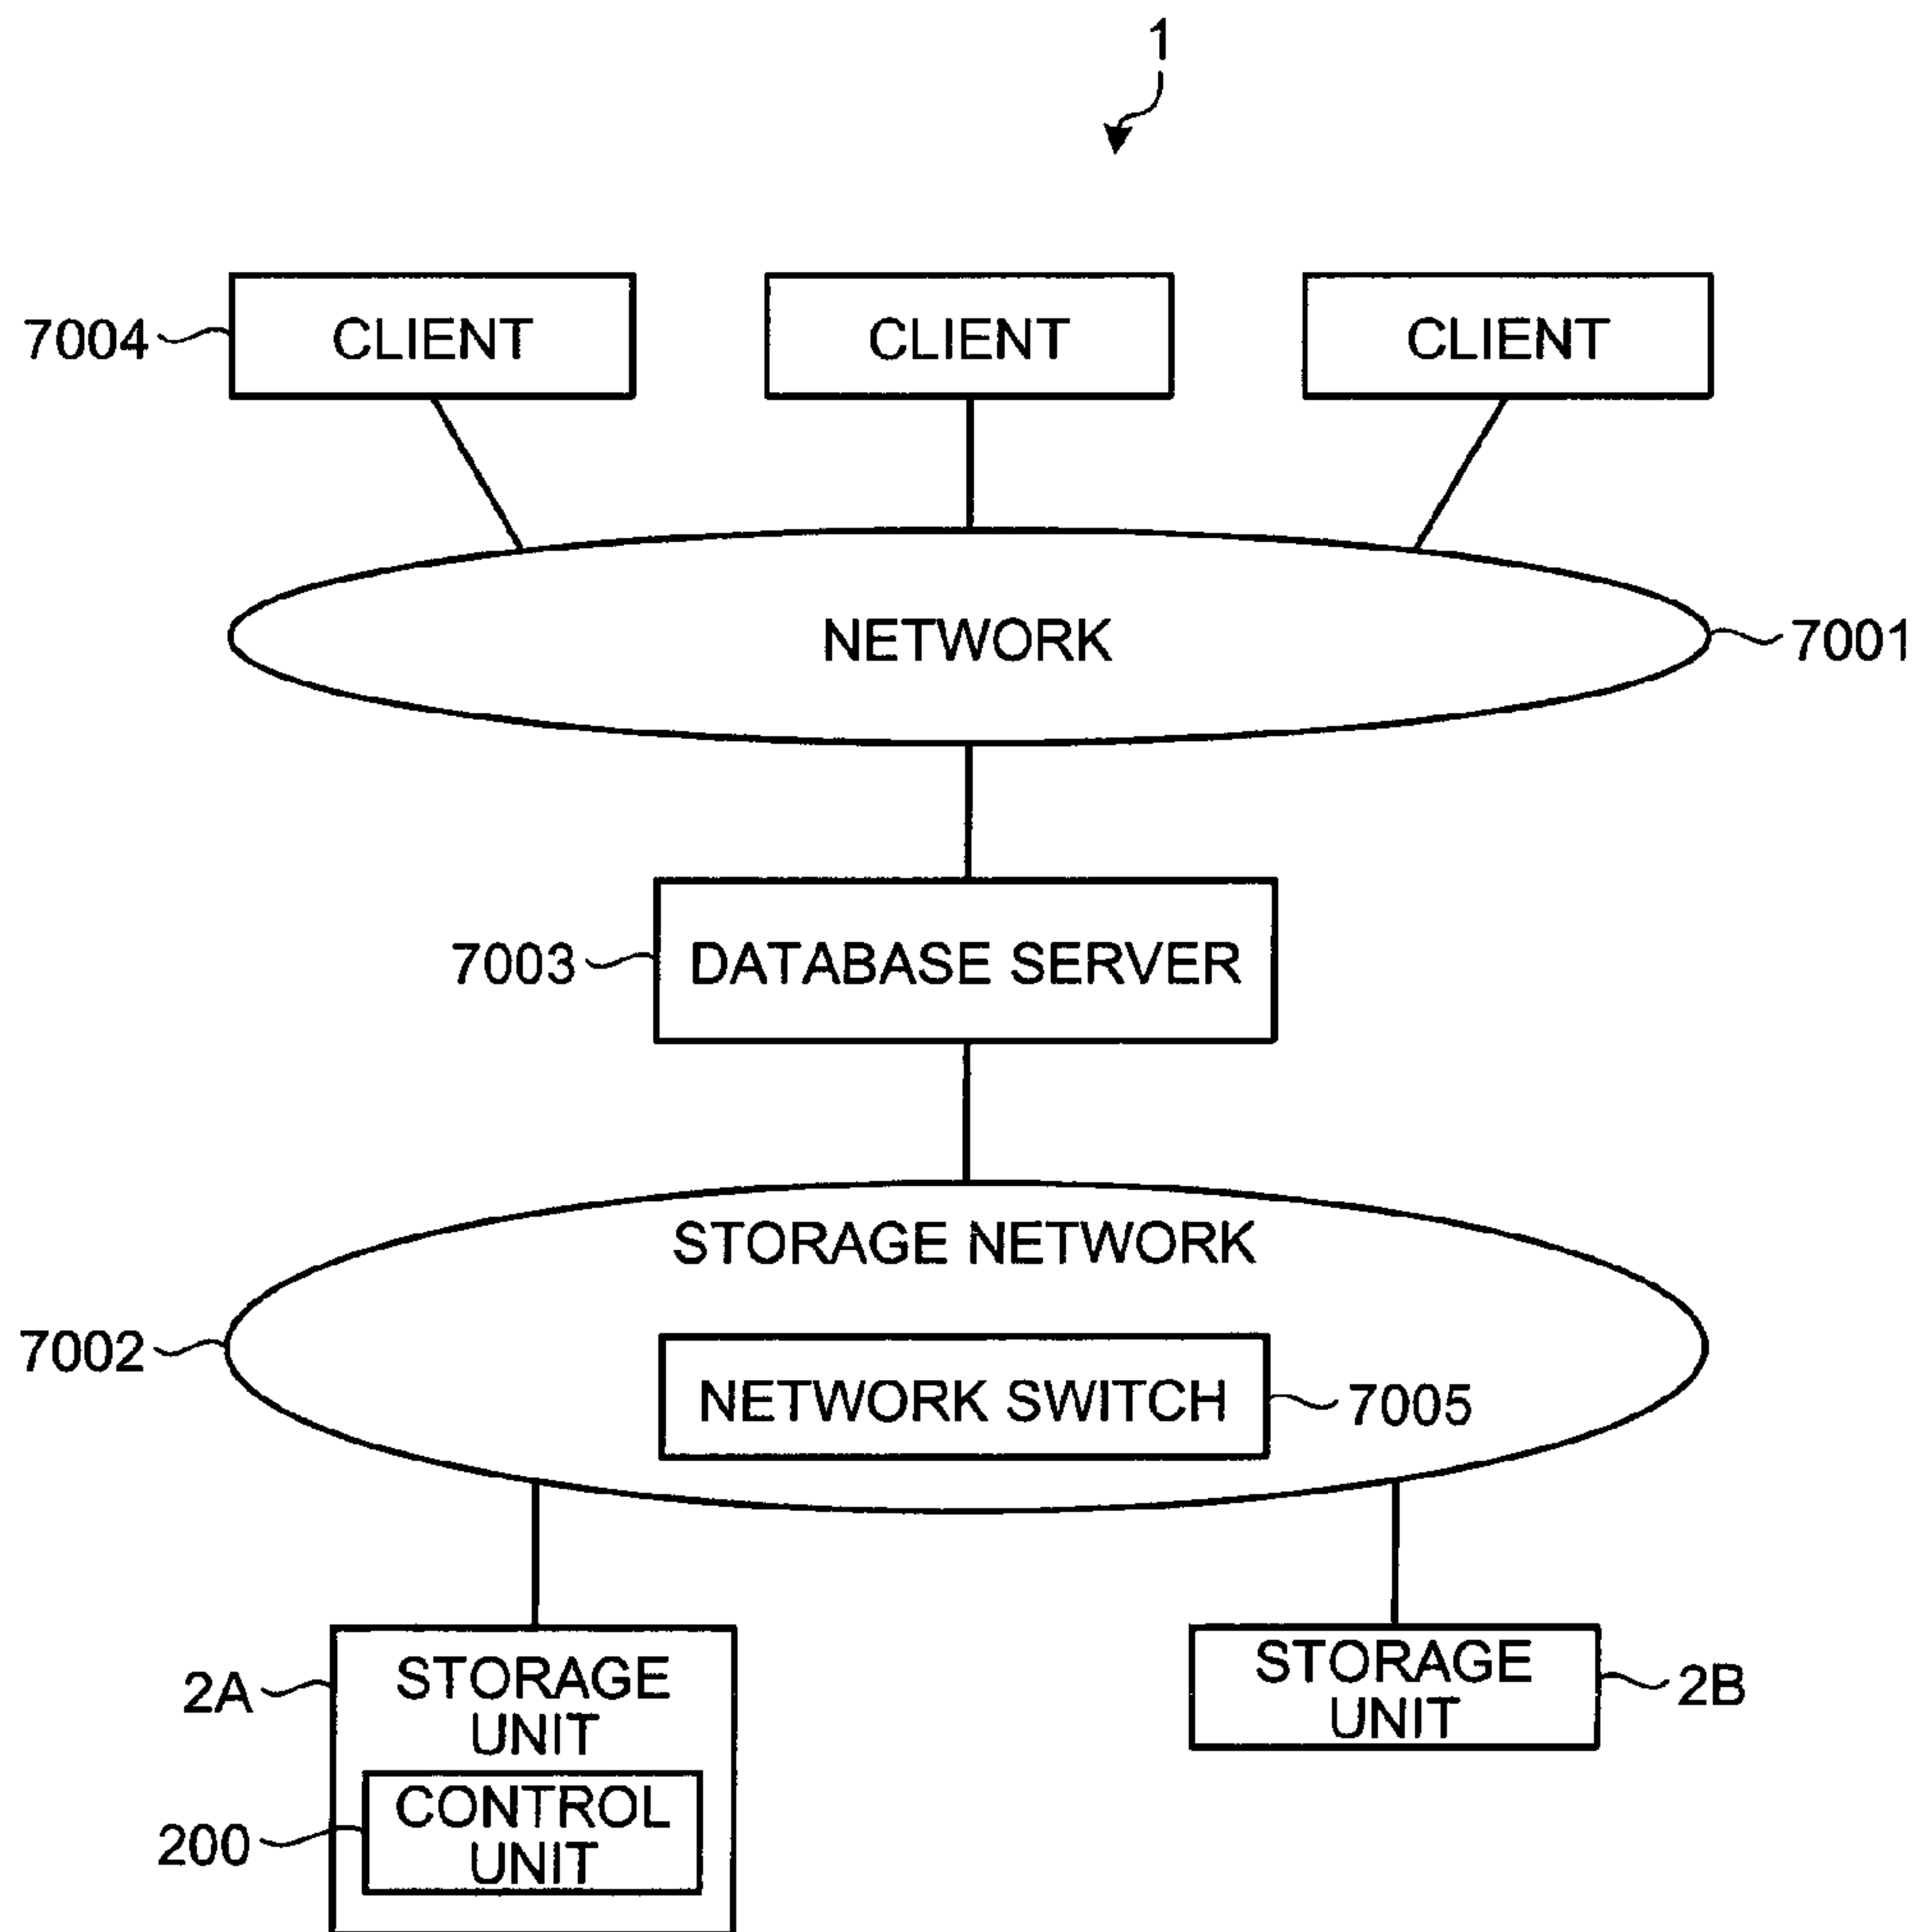 1
7004 CLIENT CLIENT CLIENT
NETWORK 7001
7003 DATABASE SERVER
STORAGE NETWORK
7002
NETWORK SWITCH 7005
2A STORAGE
UNIT
STORAGE
UNIT 2B
200 CONTROL
UNIT